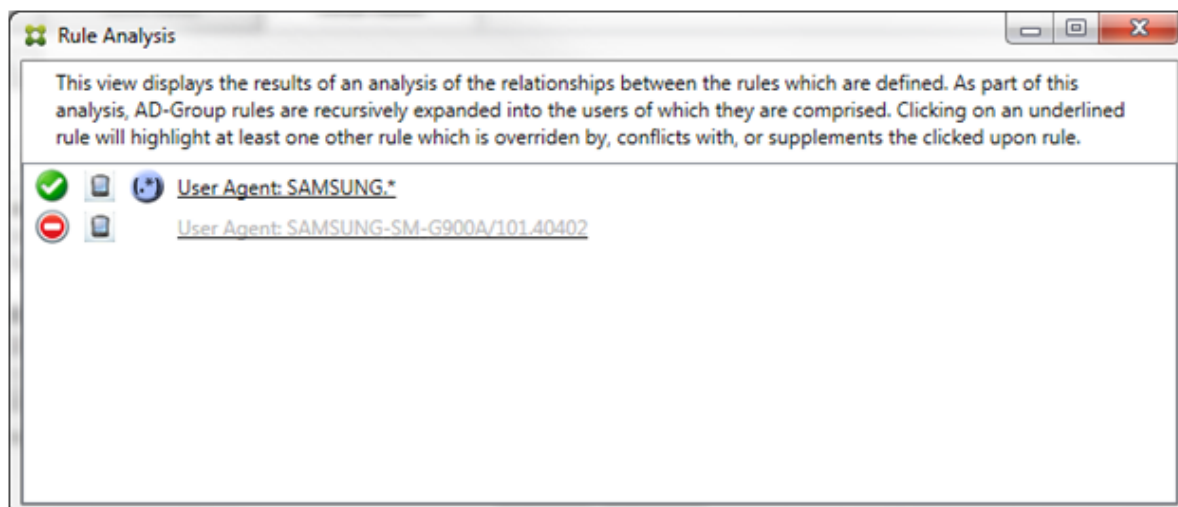 Rule Analysis
This view displays the results of an analysis of the relationships between the rules which are defined. As part of this
analysis, AD-Group rules are recursively expanded into the users of which they are comprised. Clicking on an underlined
rule will highlight at least one other rule which is overriden by, conflicts with, or supplements the clicked upon rule.
(.*) User Agent: SAMSUNG.*
User Agent: SAMSUNG-SM-G900A/101.40402